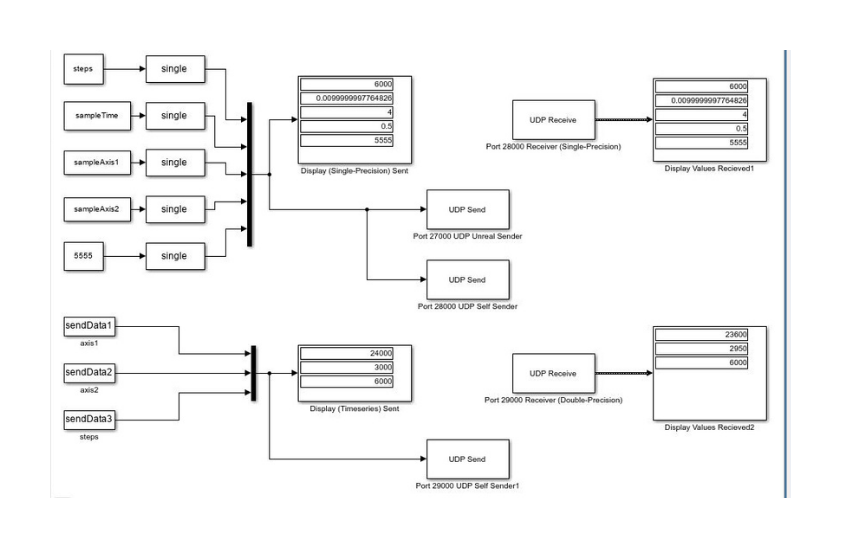 steps
single
sampleTime
single
sampleAxis1
single
sampleAxis2
single
5555
single
6000
0.0099999997764826
4
0.5
5555
Display (Single-Precision) Sent
UDP Receive
Port 28000 Receiver (Single-Precision)
6000
0.0099999997764826
4
0.5
5555
Display Values Recieved1
UDP Send
Port 27000 UDP Unreal Sender
UDP Send
Port 28000 UDP Self Sender
sendData1
axis1
sendData2
axis2
sendData3
steps
24000
3000
6000
Display (Timeseries) Sent
UDP Receive
Port 29000 Receiver (Double-Precision)
23600
2950
6000
Display Values Recieved2
UDP Send
Port 29000 UDP Self Sender1